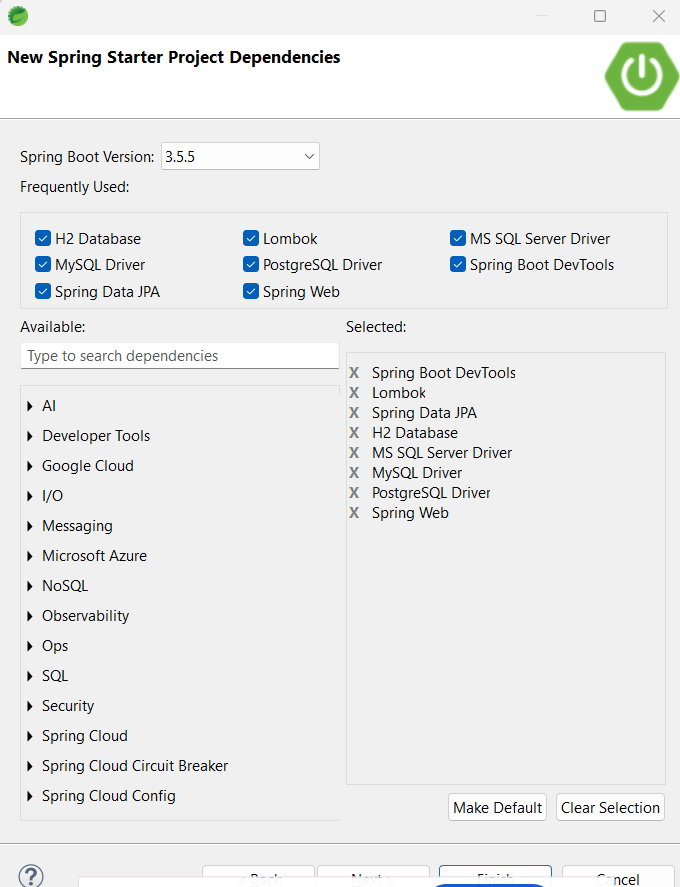 New Spring Starter Project Dependencies
Spring Boot Version: 3.5.5
Frequently Used:
H2 Database Lombok MS SQL Server Driver
MySQL Driver PostgreSQL Driver Spring Boot DevTools
Spring Data JPA Spring Web
Available: Selected:
Type to search dependencies
AI
Developer Tools
Google Cloud
I/O
Messaging
Microsoft Azure
NoSQL
Observability
Ops
SQL
Security
Spring Cloud
Spring Cloud Circuit Breaker
Spring Cloud Config
X Spring Boot DevTools
X Lombok
X Spring Data JPA
X H2 Database
X MS SQL Server Driver
X MySQL Driver
X PostgreSQL Driver
X Spring Web
Make Default Clear Selection
? < Back Next > Finish Cancel